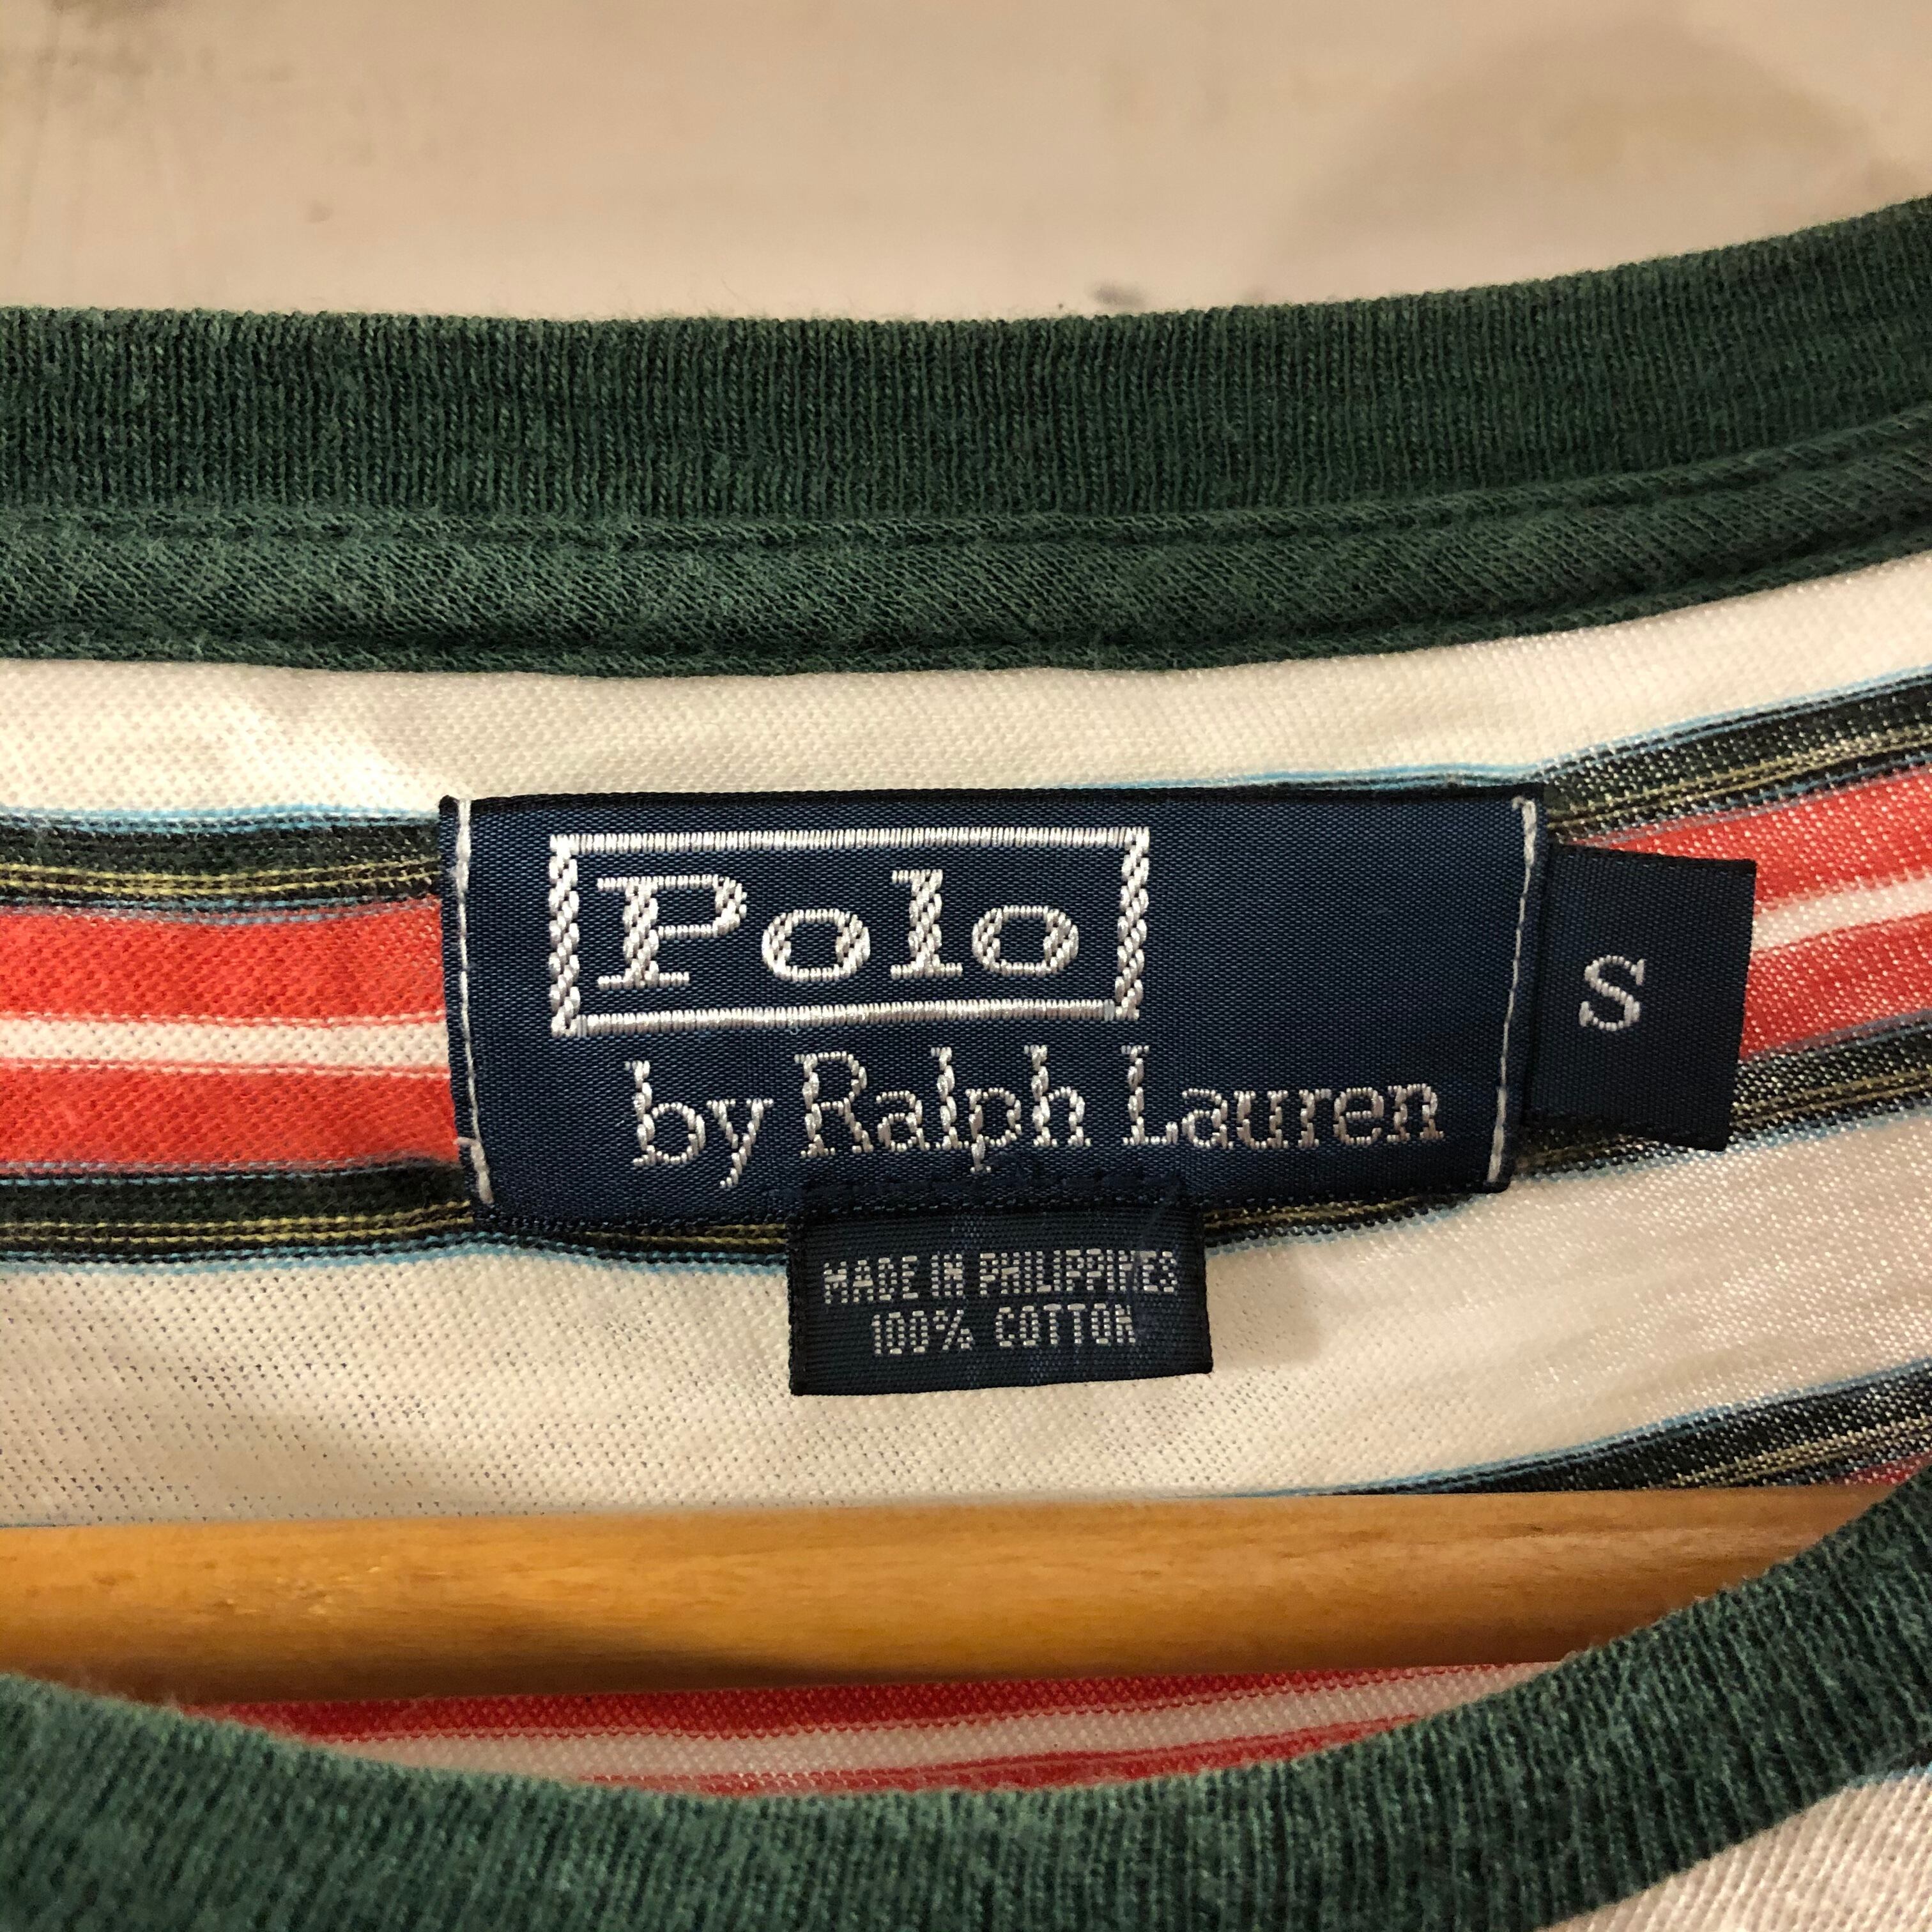 Polo
by Ralph Lauren
S
MADE IN PHILIPPINES
100% COTTON